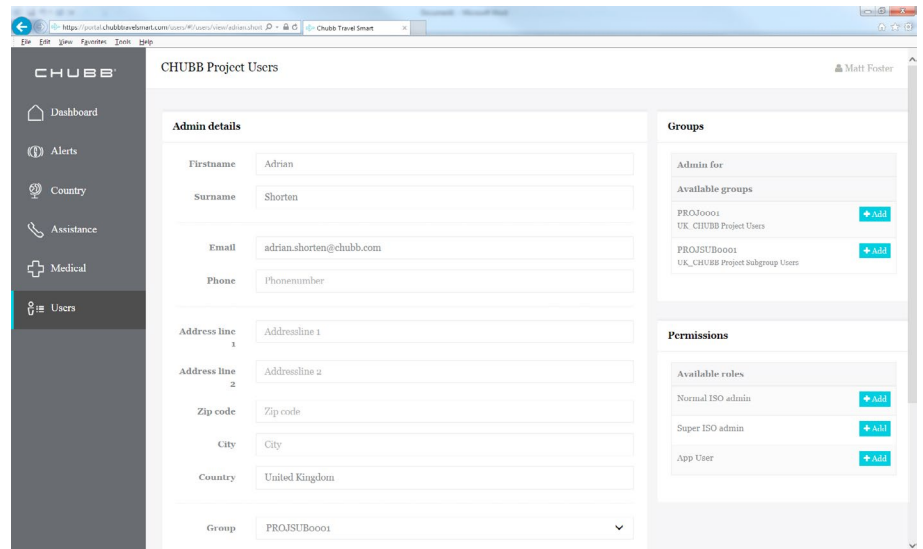 https://portal.chubbtravelsmart.com/users/#!/users/view/adrian.short
Chubb Travel Smart
File Edit View Favorites Tools Help
CHUBB
CHUBB Project Users
Matt Foster
Dashboard
Alerts
Country
Assistance
Medical
Users
Admin details
Firstname
Adrian
Surname
Shorten
Email
adrian.shorten@chubb.com
Phone
Phonenumber
Address line
1
Addressline 1
Address line
2
Addressline 2
Zip code
Zip code
City
City
Country
United Kingdom
Group
PROJSUB0001
Groups
Admin for
Available groups
PROJ0001
UK_CHUBB Project Users
+ Add
PROJSUB0001
UK_CHUBB Project Subgroup Users
+ Add
Permissions
Available roles
Normal ISO admin
+ Add
Super ISO admin
+ Add
App User
+ Add